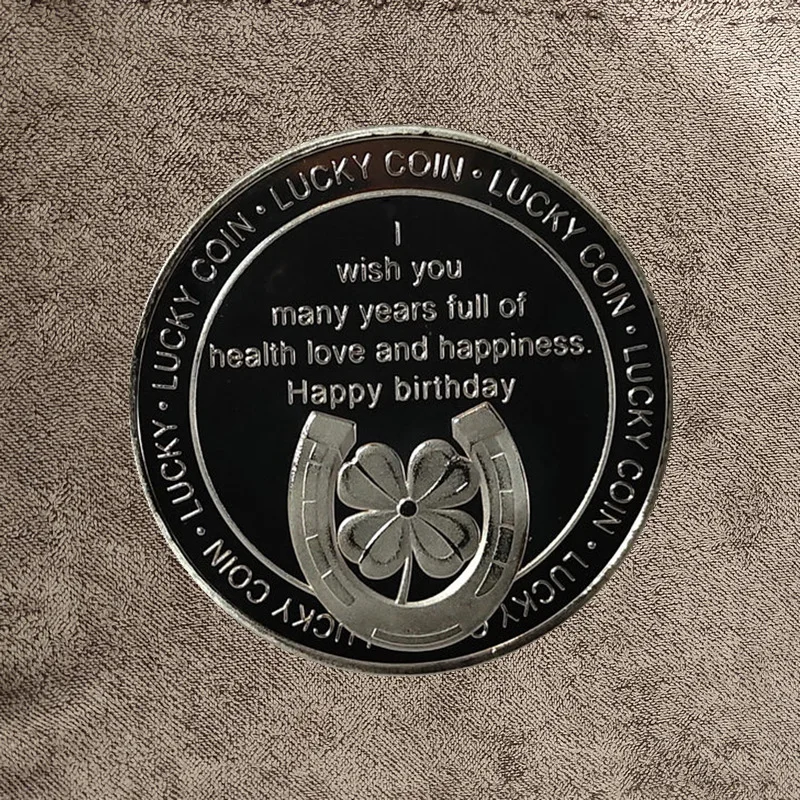 LUCKY COIN • LUCKY COIN • LUCKY COIN • LUCKY COIN • LUCKY • LUCKY COIN • LUCKY COIN •
I
wish you
many years full of
health love and happiness.
Happy birthday